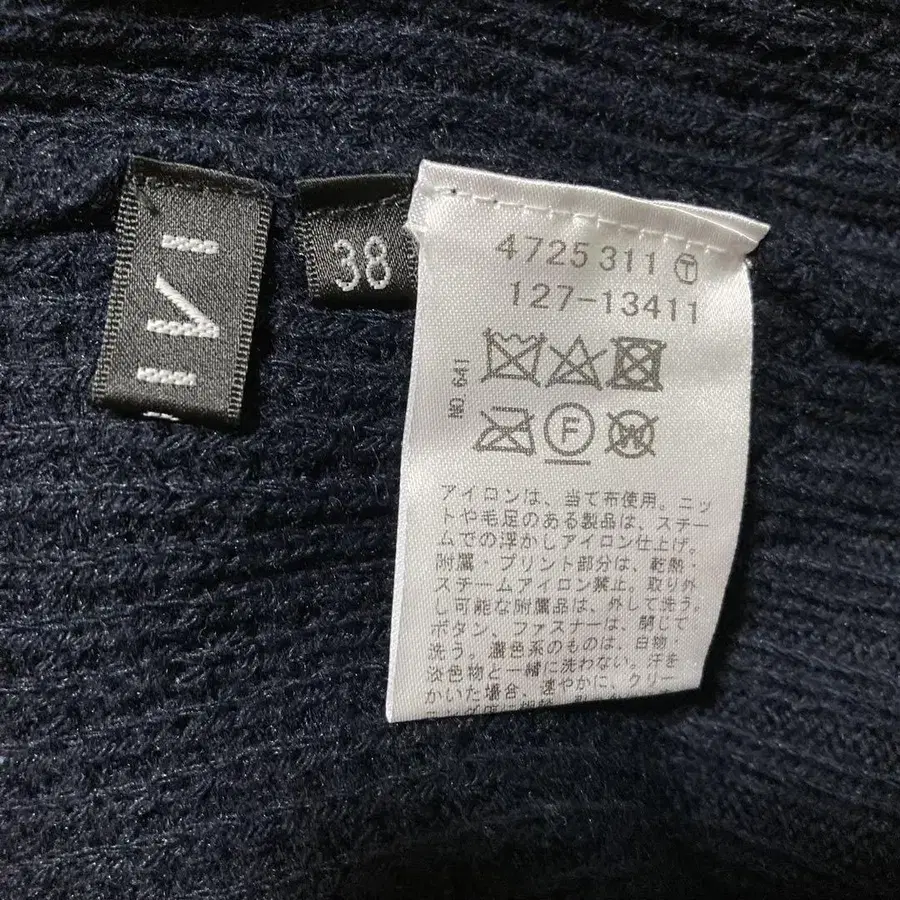 38
4725 311 Ⓣ
127-13411
NO.641
F
W
アイロンは、当て布使用。ニッ
トや毛足のある製品は、スチー
ムでの浮かしアイロン仕上げ。
附属・プリント部分は、乾熱・
スチームアイロン禁止。取り外
し可能な附属品は、外して洗う。
ボタン、ファスナーは、閉じて
洗う。濃色系のものは、白物・
淡色物と一緒に洗わない。汗を
かいた場合、速やかに、クリー